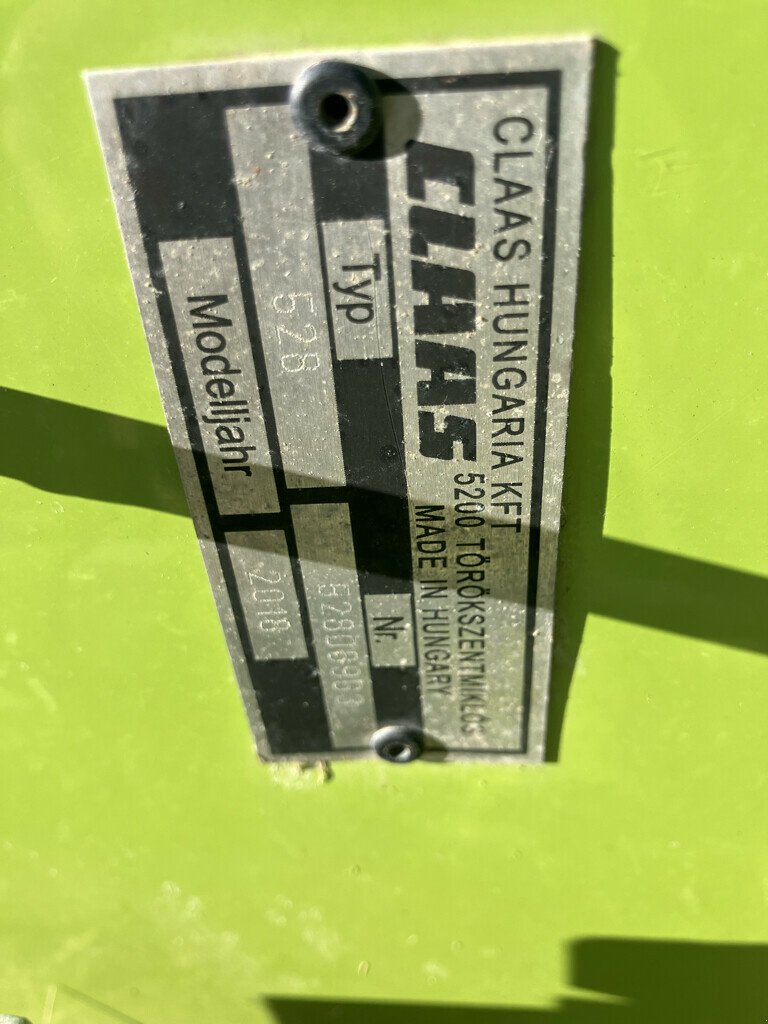 CLAAS HUNGARIA KFT
CLAAS 5200 TÖRÖKSZENTMIKLÓS
MADE IN HUNGARY
Typ Nr.
528
Modelljahr 2018